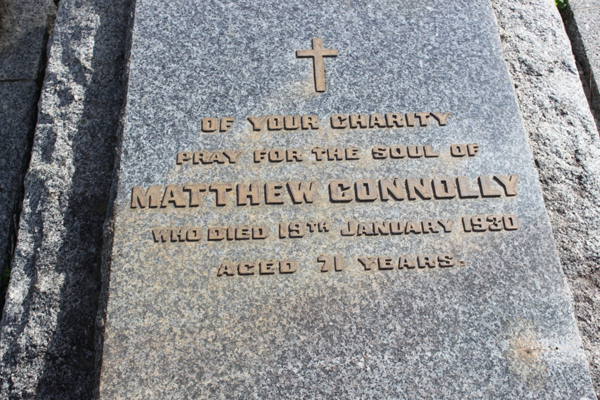 OF YOUR CHARITY
PRAY FOR THE SOUL OF
MATTHEW CONNOLLY
WHO DIED 19TH JANUARY 1930
AGED 71 YEARS.